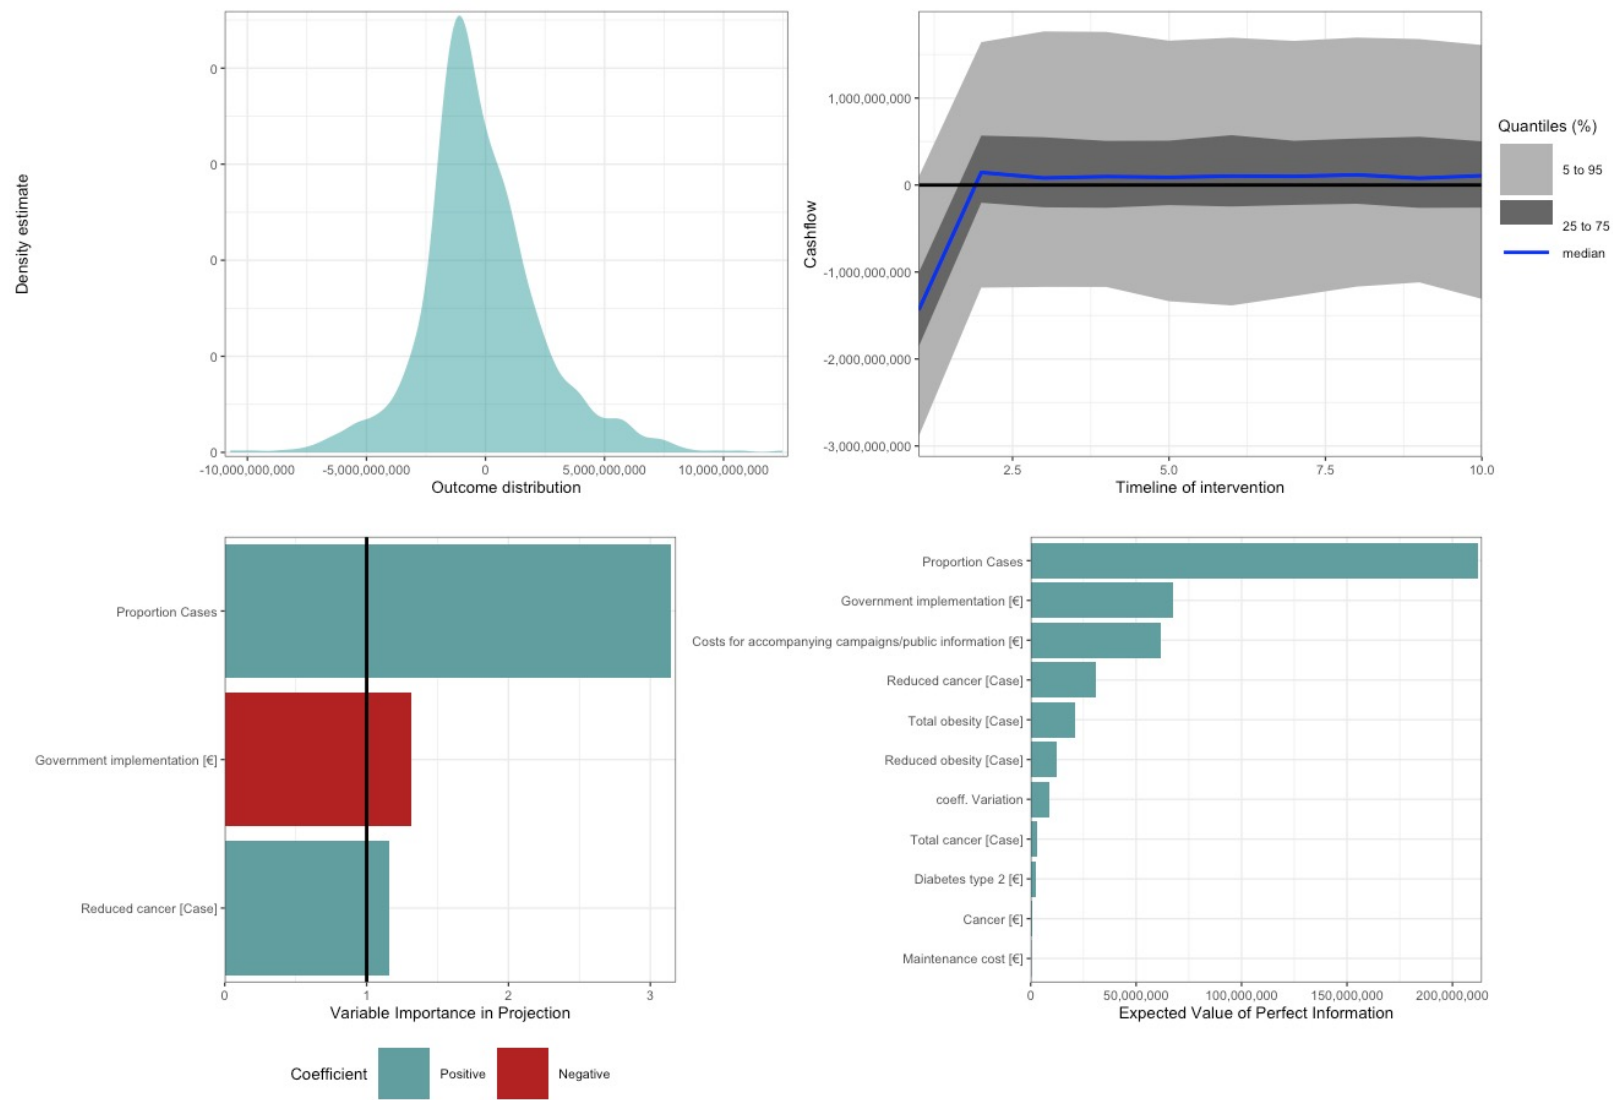 Density estimate
0
0
0
0
0
-10,000,000,000 -5,000,000,000 0 5,000,000,000 10,000,000,000
Outcome distribution
Cashflow
1,000,000,000
0
-1,000,000,000
-2,000,000,000
-3,000,000,000
2.5 5.0 7.5 10.0
Timeline of intervention
Quantiles (%)
5 to 95
25 to 75
median
Proportion Cases
Government implementation [€]
Reduced cancer [Case]
0 1 2 3
Variable Importance in Projection
Coefficient Positive Negative
Proportion Cases
Government implementation [€]
Costs for accompanying campaigns/public information [€]
Reduced cancer [Case]
Total obesity [Case]
Reduced obesity [Case]
coeff. Variation
Total cancer [Case]
Diabetes type 2 [€]
Cancer [€]
Maintenance cost [€]
0 50,000,000 100,000,000 150,000,000 200,000,000
Expected Value of Perfect Information